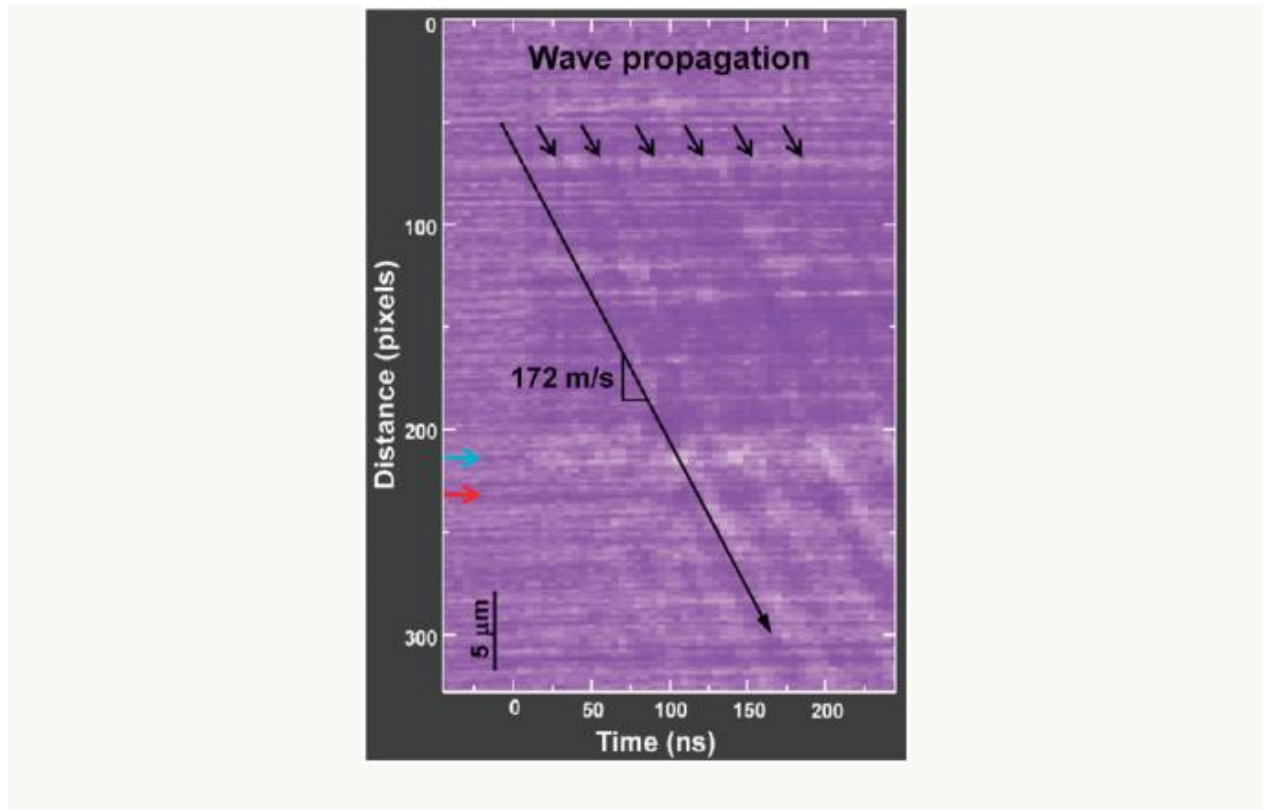 Wave propagation
0
100
200
300
Distance (pixels)
172 m/s
5 μm
0 50 100 150 200
Time (ns)